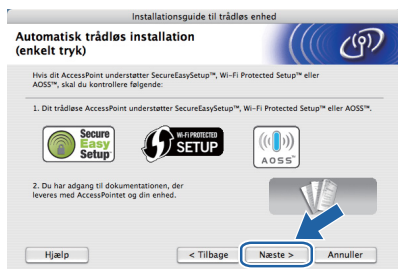 Installationsguide til trådløs enhed
Automatisk trådløs installation
(enkelt tryk)
Hvis dit AccessPoint understøtter SecureEasySetup™, Wi-Fi Protected Setup™ eller
AOSS™, skal du kontrollere følgende:
1. Dit trådløse AccessPoint understøtter SecureEasySetup™, Wi-Fi Protected Setup™ eller AOSS™.
Secure
Easy
Setup
WI-FI PROTECTED
SETUP
AOSS™
2. Du har adgang til dokumentationen, der
leveres med AccessPointet og din enhed.
Hjælp
< Tilbage
Næste >
Annuller